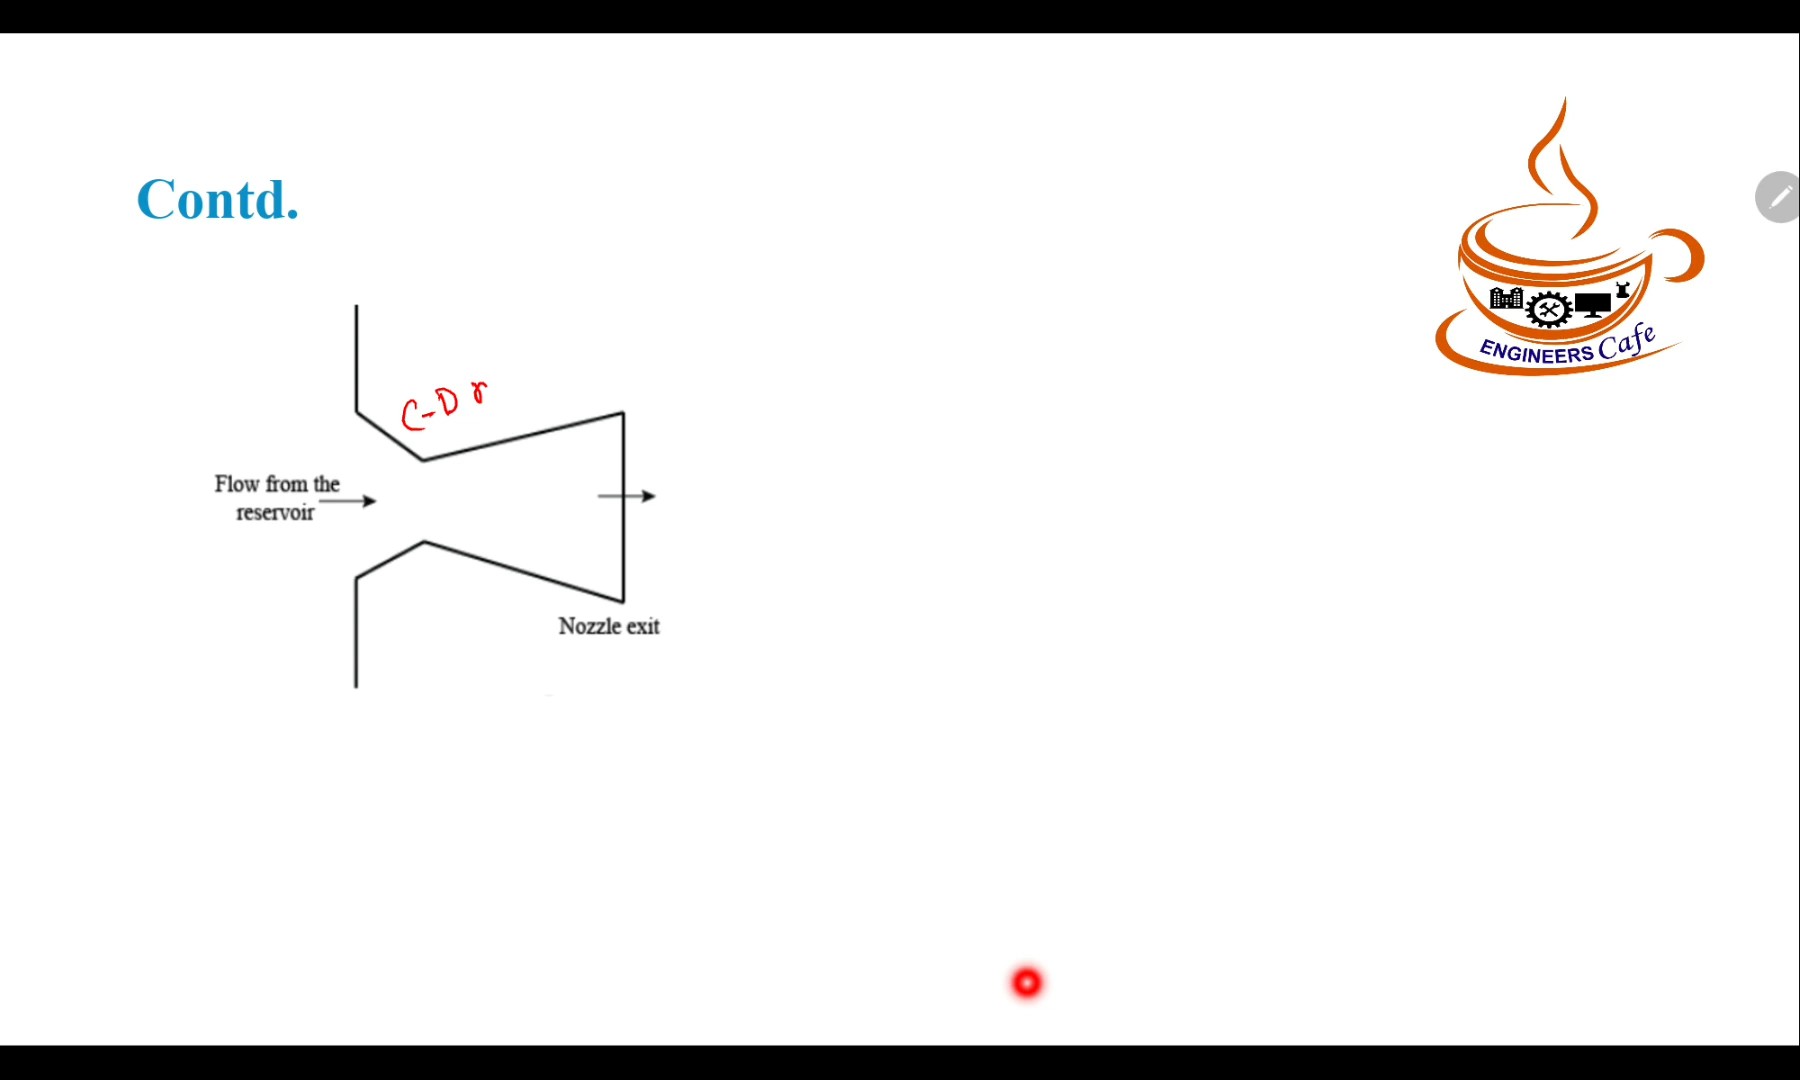 Contd.
C-D r
Flow from the
reservoir
Nozzle exit
ENGINEERS Cafe